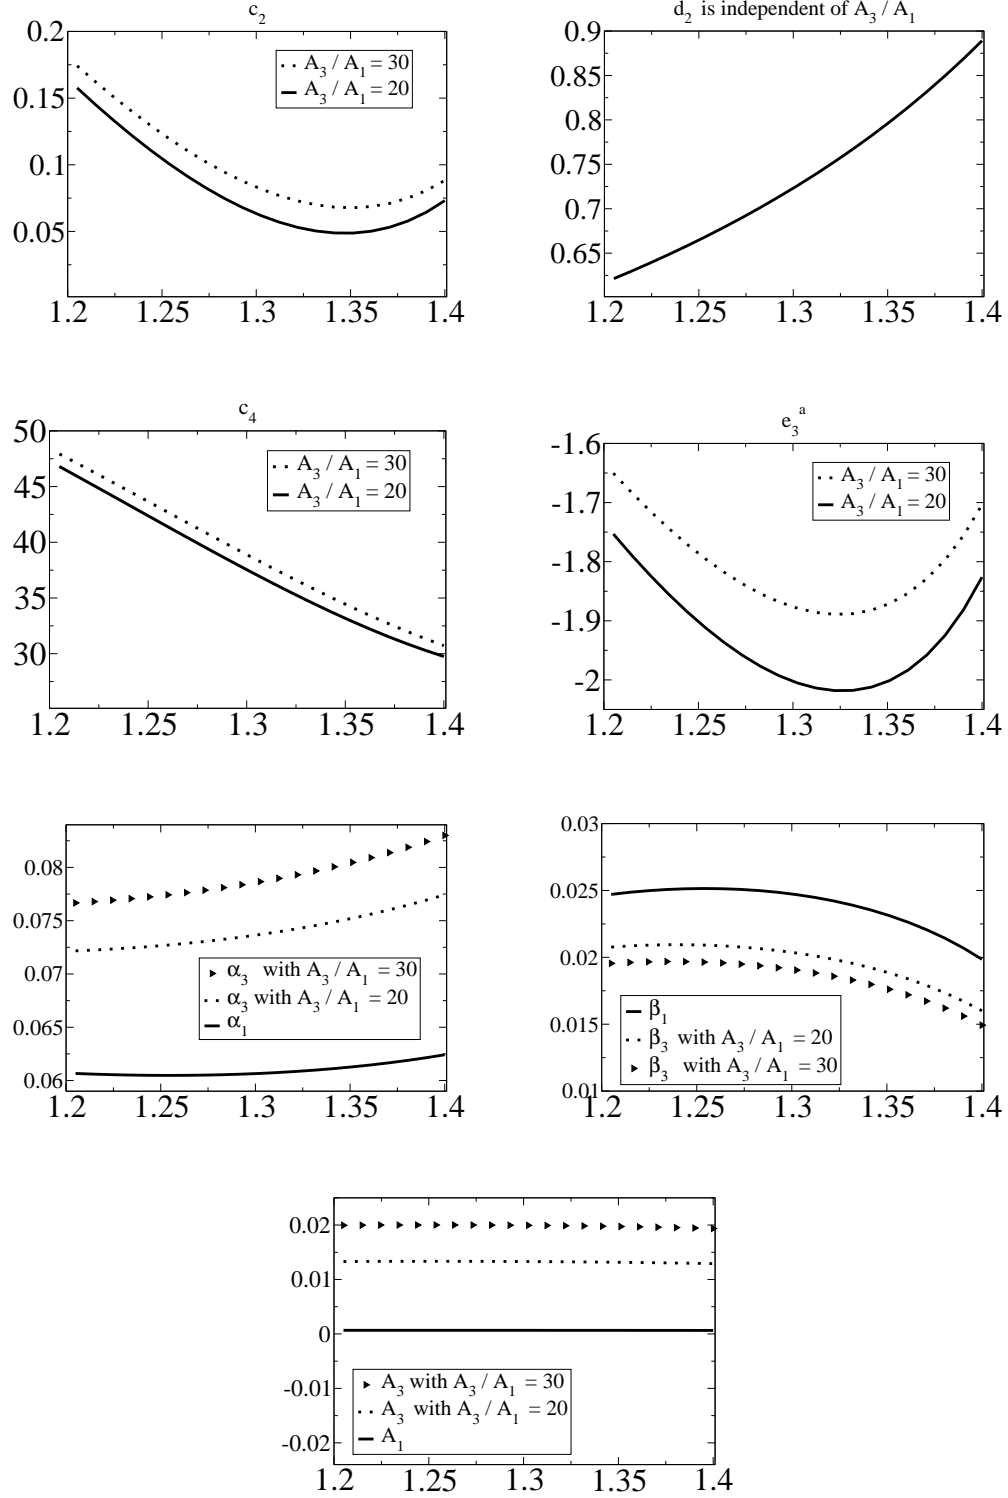 c2
0.2
0.15
0.1
0.05
A3 / A1 = 30
A3 / A1 = 20
1.2 1.25 1.3 1.35 1.4
d2 is independent of A3 / A1
0.9
0.85
0.8
0.75
0.7
0.65
1.2 1.25 1.3 1.35 1.4
c4
50
45
40
35
30
A3 / A1 = 30
A3 / A1 = 20
1.2 1.25 1.3 1.35 1.4
e3^a
-1.6
-1.7
-1.8
-1.9
-2
A3 / A1 = 30
A3 / A1 = 20
1.2 1.25 1.3 1.35 1.4
0.08
0.075
0.07
0.065
0.06
α3 with A3 / A1 = 30
α3 with A3 / A1 = 20
α1
1.2 1.25 1.3 1.35 1.4
0.03
0.025
0.02
0.015
0.01
β1
β3 with A3 / A1 = 20
β3 with A3 / A1 = 30
1.2 1.25 1.3 1.35 1.4
0.02
0.01
0
-0.01
-0.02
A3 with A3 / A1 = 30
A3 with A3 / A1 = 20
A1
1.2 1.25 1.3 1.35 1.4